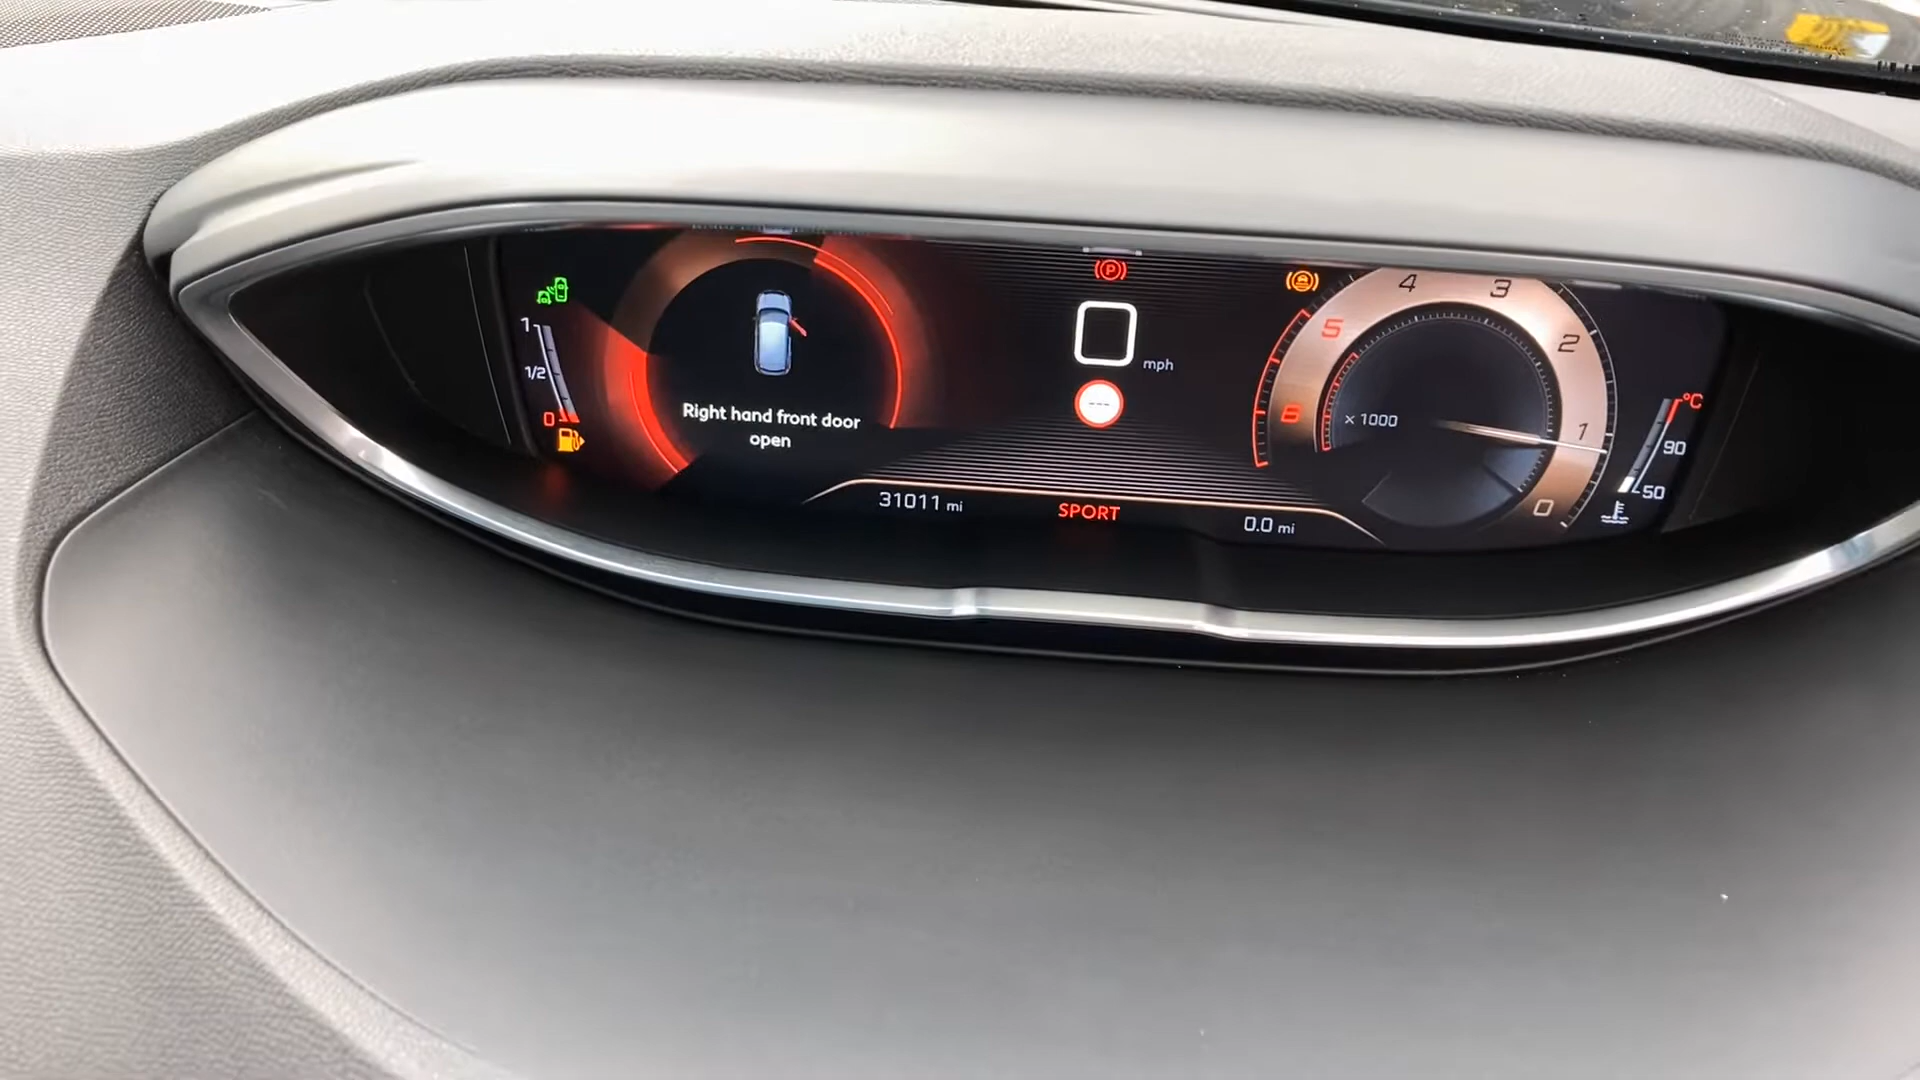 1
1/2
0
Right hand front door
open
31011 mi
P
0 mph
---
SPORT
0.0 mi
4
3
5
2
6
x 1000
1
0
°C
90
50